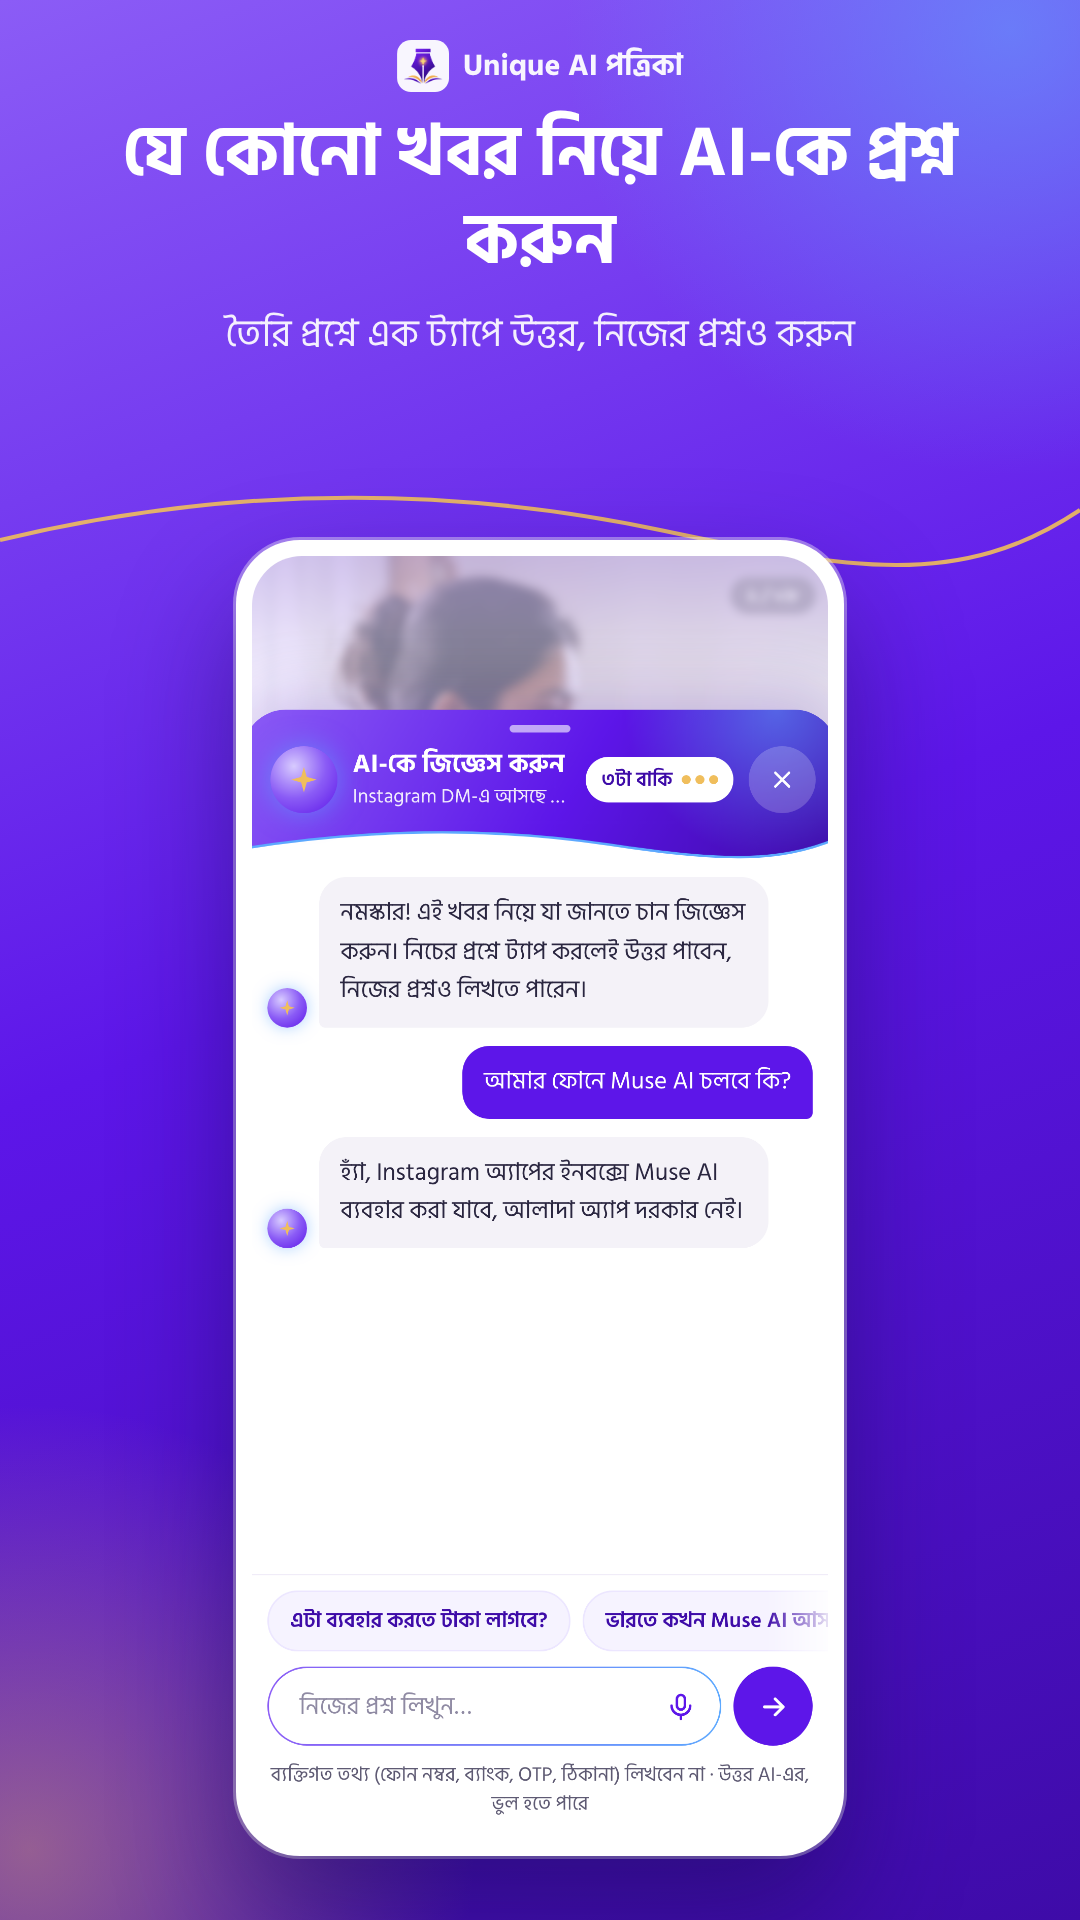 Unique AI পত্রিকা
যে কোনো খবর নিয়ে AI-কে প্রশ্ন
করুন
তৈরি প্রশ্নে এক ট্যাপে উত্তর, নিজের প্রশ্নও করুন
AI-কে জিজ্ঞেস করুন
৩টা বাকি
Instagram DM-এ আসছে ...
নমস্কার! এই খবর নিয়ে যা জানতে চান জিজ্ঞেস
করুন। নিচের প্রশ্নে ট্যাপ করলেই উত্তর পাবেন,
নিজের প্রশ্নও লিখতে পারেন।
আমার ফোনে Muse AI চলবে কি?
হ্যাঁ, Instagram অ্যাপের ইনবক্সে Muse AI
ব্যবহার করা যাবে, আলাদা অ্যাপ দরকার নেই।
এটা ব্যবহার করতে টাকা লাগবে?
ভারতে কখন Muse AI আস
নিজের প্রশ্ন লিখুন...
ব্যক্তিগত তথ্য (ফোন নম্বর, ব্যাংক, OTP, ঠিকানা) লিখবেন না · উত্তর AI-এর,
ভুল হতে পারে